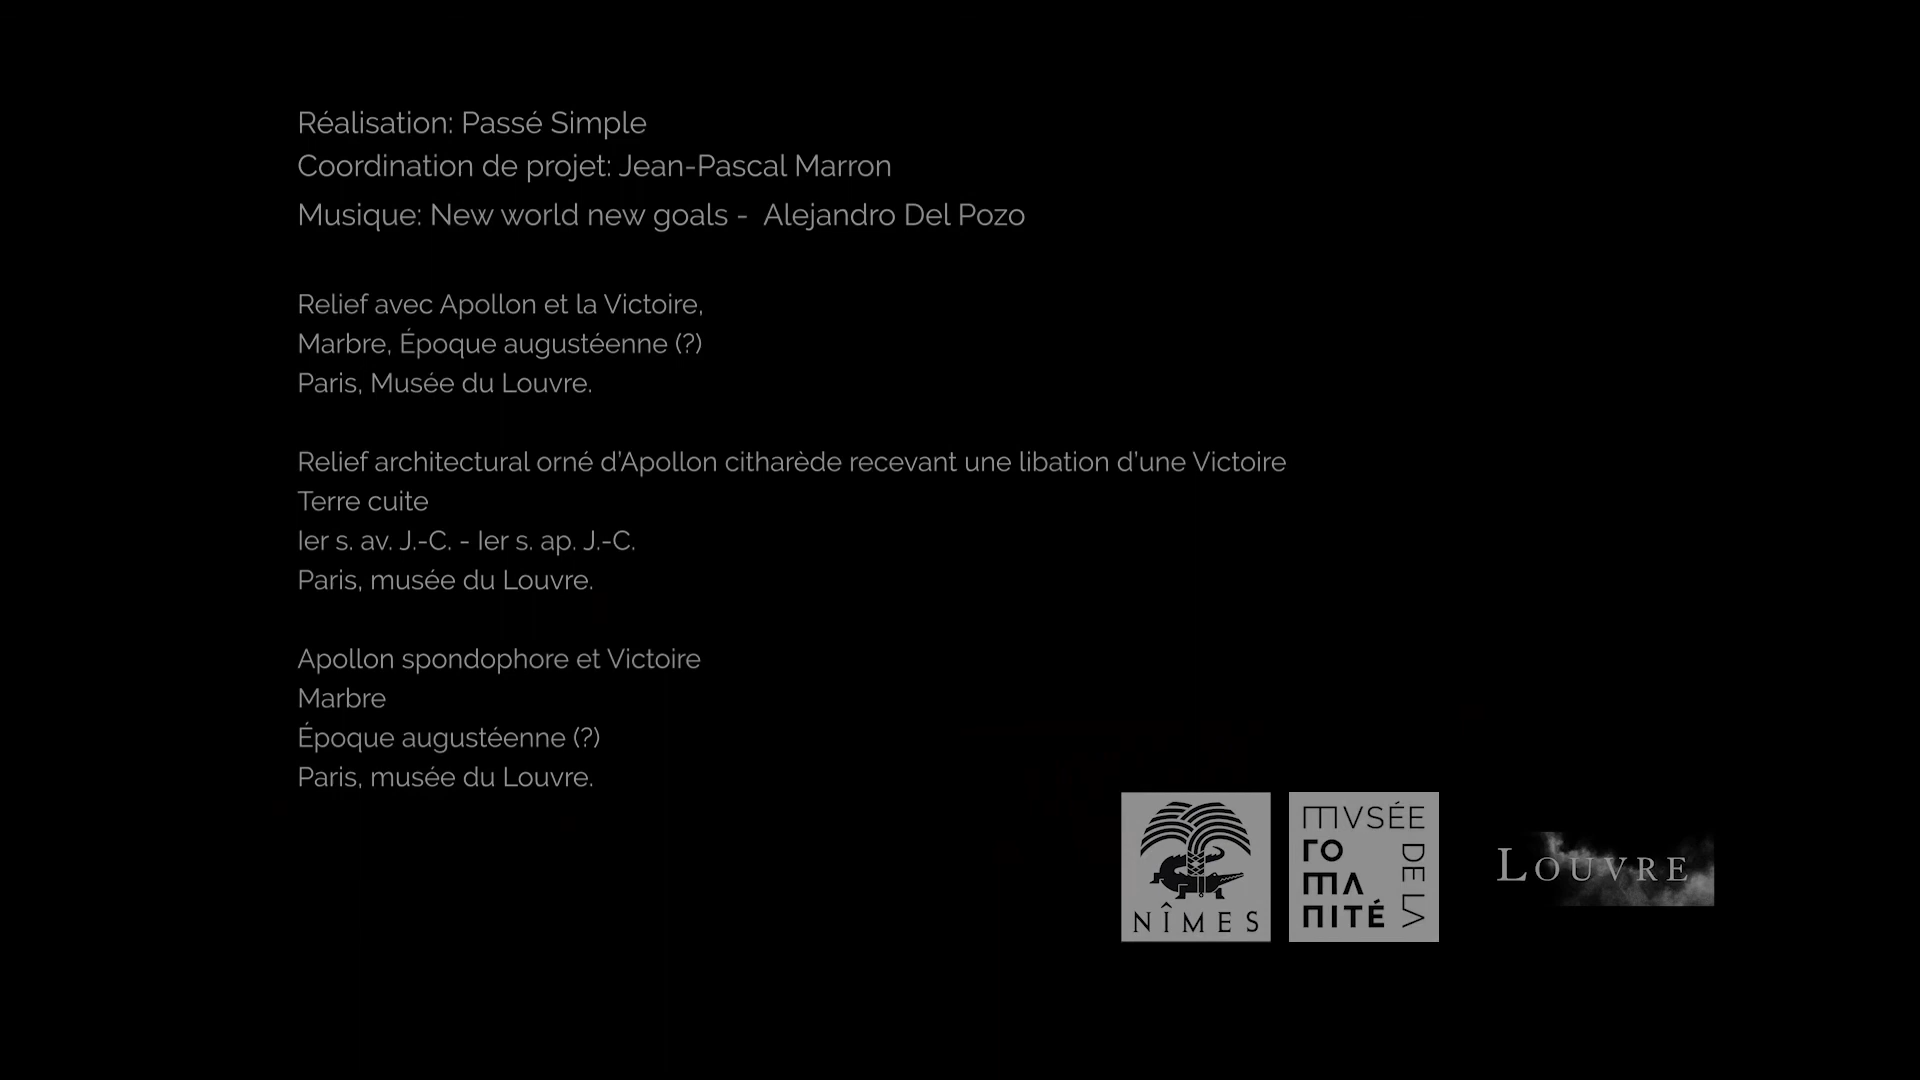 Réalisation: Passé Simple
Coordination de projet: Jean-Pascal Marron
Musique: New world new goals - Alejandro Del Pozo
Relief avec Apollon et la Victoire,
Marbre, Époque augustéenne (?)
Paris, Musée du Louvre.
Relief architectural orné d'Apollon citharède recevant une libation d'une Victoire
Terre cuite
Ier s. av. J.-C. - Ier s. ap. J.-C.
Paris, musée du Louvre.
Apollon spondophore et Victoire
Marbre
Époque augustéenne (?)
Paris, musée du Louvre.
NÎMES
MVSÉE
DE LA
ROMANITÉ
LOUVRE